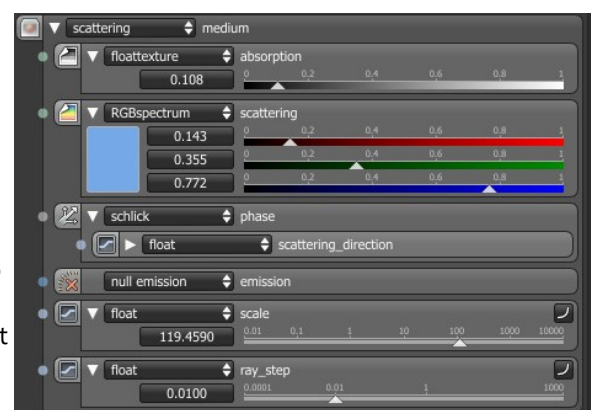 scattering medium
floattexture absorption
0.108 0 0.2 0.4 0.6 0.8 1
RGBspectrum scattering
0.143 0 0.2 0.4 0.6 0.8 1
0.355 0 0.2 0.4 0.6 0.8 1
0.772 0 0.2 0.4 0.6 0.8 1
schlick phase
float scattering_direction
null emission emission
float scale
t
119.4590 0.01 0.1 1 10 100 1000 10000
float ray_step
0.0100 0.0001 0.01 1 1000